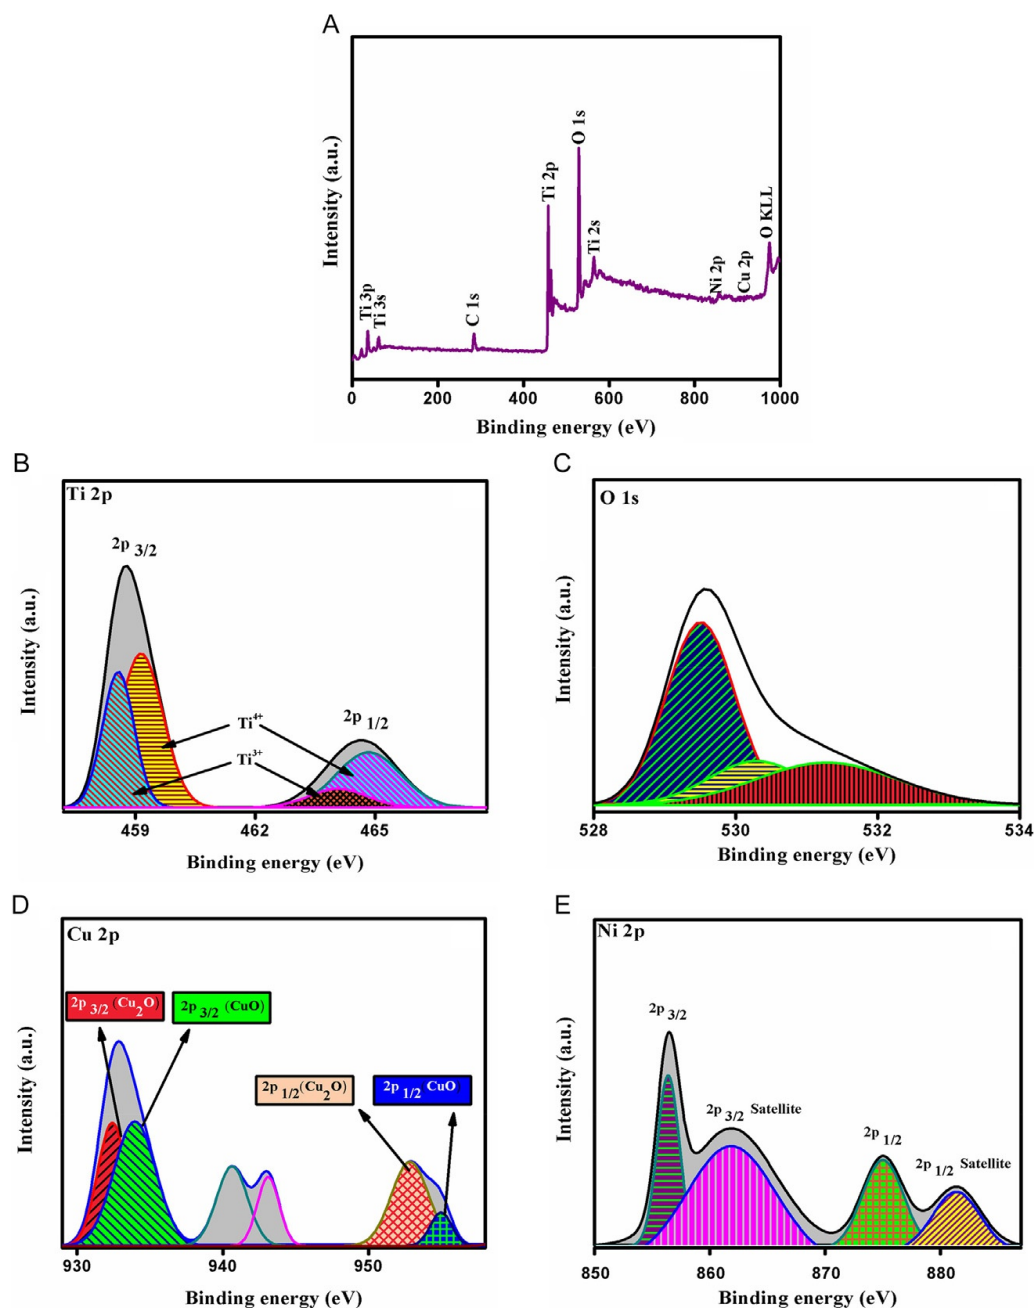 A
Intensity (a.u.)
Ti 3p
Ti 3s
C 1s
Ti 2p
O 1s
Ti 2s
Ni 2p
Cu 2p
O KLL
0 200 400 600 800 1000
Binding energy (eV)
B
Ti 2p
2p 3/2
Ti4+
Ti3+
2p 1/2
Intensity (a.u.)
459 462 465
Binding energy (eV)
C
O 1s
Intensity (a.u.)
528 530 532 534
Binding energy (eV)
D
Cu 2p
2p 3/2 (Cu2O)
2p 3/2 (CuO)
2p 1/2(Cu2O)
2p 1/2 CuO
Intensity (a.u.)
930 940 950
Binding energy (eV)
E
Ni 2p
2p 3/2
2p 3/2 Satellite
2p 1/2
2p 1/2 Satellite
Intensity (a.u.)
850 860 870 880
Binding energy (eV)